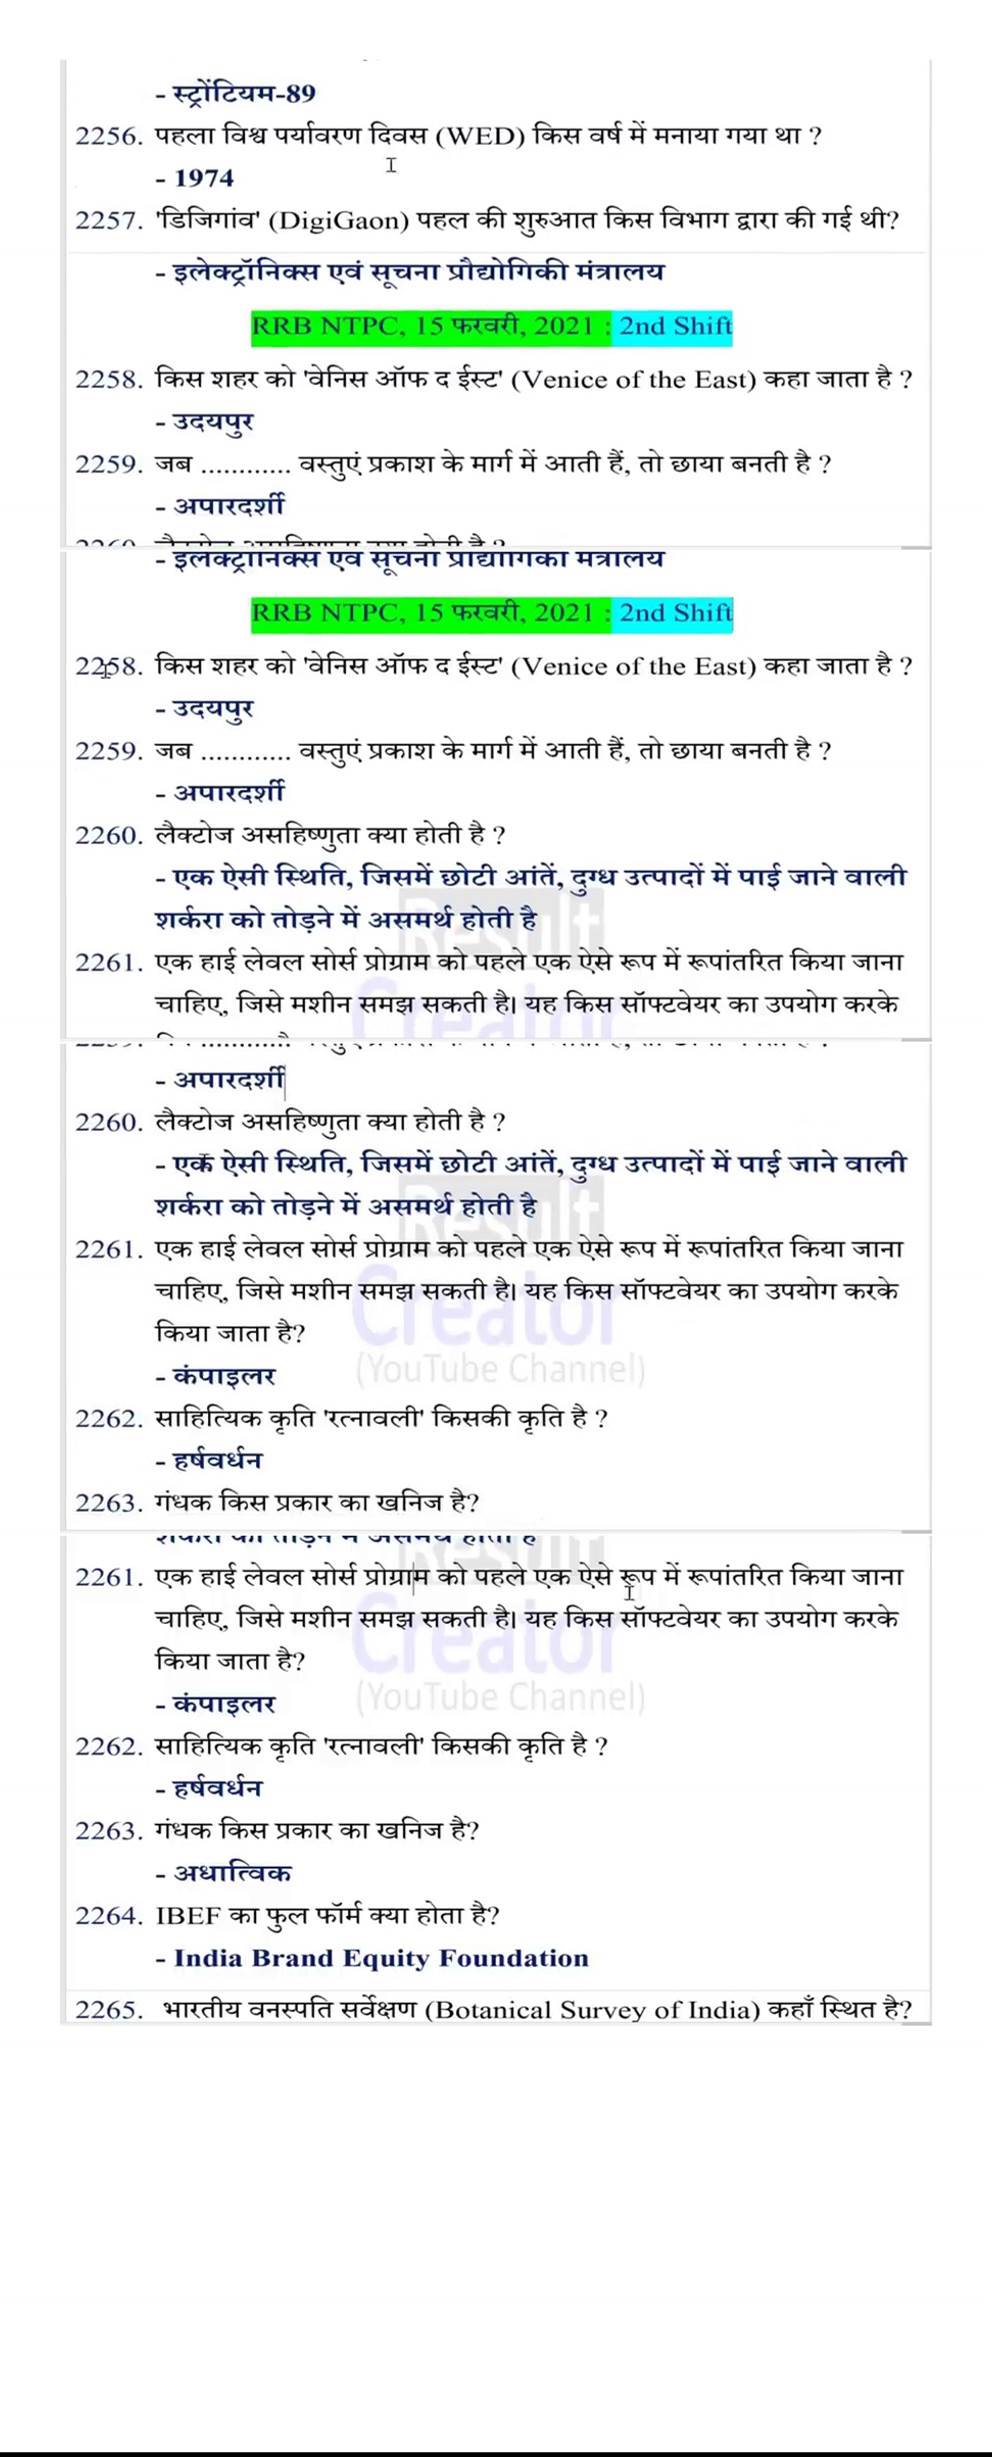 - स्ट्रोंटियम-89
2256. पहला विश्व पर्यावरण दिवस (WED) किस वर्ष में मनाया गया था ?
- 1974
2257. 'डिजिगांव' (DigiGaon) पहल की शुरुआत किस विभाग द्वारा की गई थी?
- इलेक्ट्रॉनिक्स एवं सूचना प्रौद्योगिकी मंत्रालय
RRB NTPC, 15 फरवरी, 2021 : 2nd Shift
2258. किस शहर को 'वेनिस ऑफ द ईस्ट' (Venice of the East) कहा जाता है ?
- उदयपुर
2259. जब ............ वस्तुएं प्रकाश के मार्ग में आती हैं, तो छाया बनती है ?
- अपारदर्शी
- इलेक्ट्रॉनिक्स एवं सूचना प्रौद्योगिकी मंत्रालय
RRB NTPC, 15 फरवरी, 2021 : 2nd Shift
2258. किस शहर को 'वेनिस ऑफ द ईस्ट' (Venice of the East) कहा जाता है ?
- उदयपुर
2259. जब ............ वस्तुएं प्रकाश के मार्ग में आती हैं, तो छाया बनती है ?
- अपारदर्शी
2260. लैक्टोज असहिष्णुता क्या होती है ?
- एक ऐसी स्थिति, जिसमें छोटी आंतें, दुग्ध उत्पादों में पाई जाने वाली
शर्करा को तोड़ने में असमर्थ होती है
Result
2261. एक हाई लेवल सोर्स प्रोग्राम को पहले एक ऐसे रूप में रूपांतरित किया जाना
चाहिए, जिसे मशीन समझ सकती है। यह किस सॉफ्टवेयर का उपयोग करके
Creator
- अपारदर्शी
2260. लैक्टोज असहिष्णुता क्या होती है ?
- एक ऐसी स्थिति, जिसमें छोटी आंतें, दुग्ध उत्पादों में पाई जाने वाली
शर्करा को तोड़ने में असमर्थ होती है
Result
2261. एक हाई लेवल सोर्स प्रोग्राम को पहले एक ऐसे रूप में रूपांतरित किया जाना
चाहिए, जिसे मशीन समझ सकती है। यह किस सॉफ्टवेयर का उपयोग करके
Creator
किया जाता है?
- कंपाइलर
(YouTube Channel)
2262. साहित्यिक कृति 'रत्नावली' किसकी कृति है ?
- हर्षवर्धन
2263. गंधक किस प्रकार का खनिज है?
शर्करा को तोड़ने में असमर्थ होती है
2261. एक हाई लेवल सोर्स प्रोग्राम को पहले एक ऐसे रूप में रूपांतरित किया जाना
चाहिए, जिसे मशीन समझ सकती है। यह किस सॉफ्टवेयर का उपयोग करके
Creator
किया जाता है?
- कंपाइलर
(YouTube Channel)
2262. साहित्यिक कृति 'रत्नावली' किसकी कृति है ?
- हर्षवर्धन
2263. गंधक किस प्रकार का खनिज है?
- अधात्विक
2264. IBEF का फुल फॉर्म क्या होता है?
- India Brand Equity Foundation
2265. भारतीय वनस्पति सर्वेक्षण (Botanical Survey of India) कहाँ स्थित है?